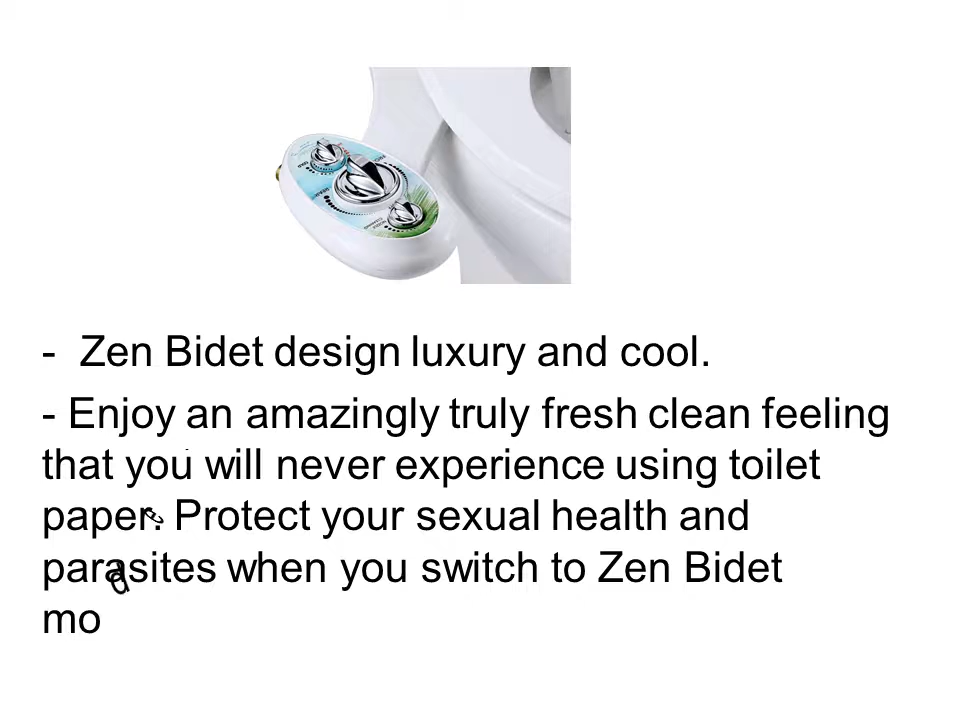 - Zen Bidet design luxury and cool.
- Enjoy an amazingly truly fresh clean feeling
that you will never experience using toilet
paper. Protect your sexual health and
parasites when you switch to Zen Bidet
mo